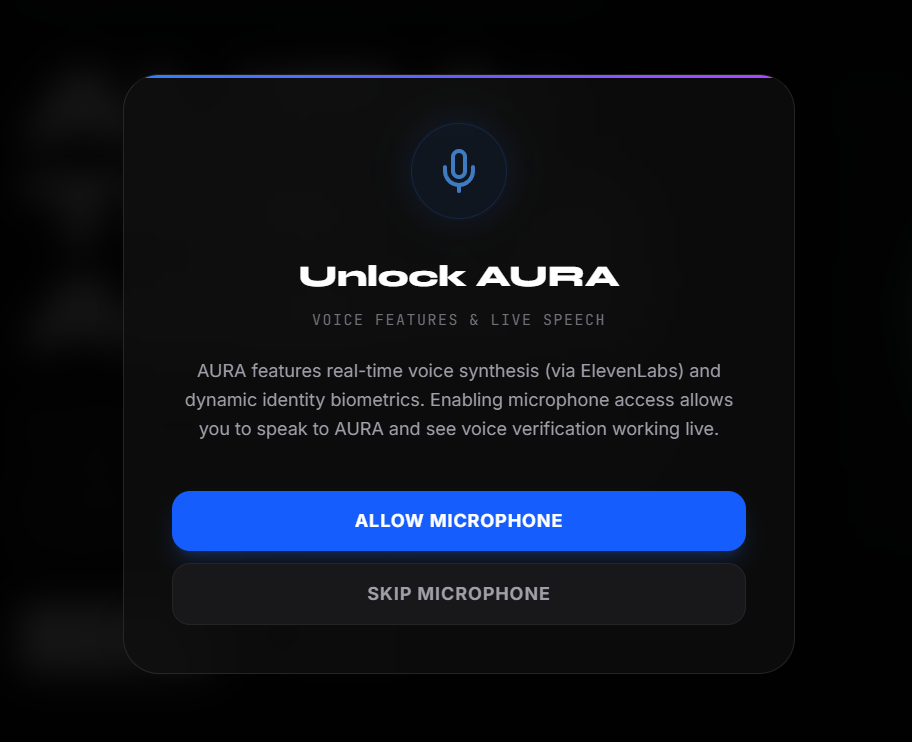 Unlock AURA
VOICE FEATURES & LIVE SPEECH
AURA features real-time voice synthesis (via ElevenLabs) and
dynamic identity biometrics. Enabling microphone access allows
you to speak to AURA and see voice verification working live.
ALLOW MICROPHONE
SKIP MICROPHONE